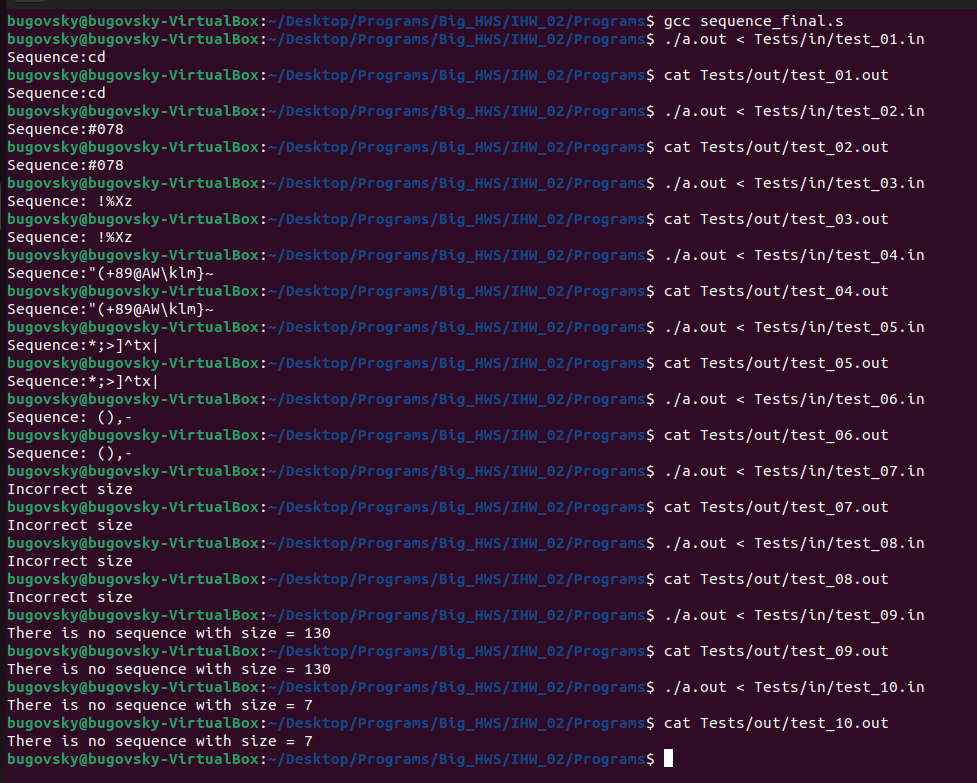 bugovsky@bugovsky-VirtualBox:~/Desktop/Programs/Big_HWS/IHW_02/Programs$ gcc sequence_final.s
bugovsky@bugovsky-VirtualBox:~/Desktop/Programs/Big_HWS/IHW_02/Programs$ ./a.out < Tests/in/test_01.in
Sequence:cd
bugovsky@bugovsky-VirtualBox:~/Desktop/Programs/Big_HWS/IHW_02/Programs$ cat Tests/out/test_01.out
Sequence:cd
bugovsky@bugovsky-VirtualBox:~/Desktop/Programs/Big_HWS/IHW_02/Programs$ ./a.out < Tests/in/test_02.in
Sequence:#078
bugovsky@bugovsky-VirtualBox:~/Desktop/Programs/Big_HWS/IHW_02/Programs$ cat Tests/out/test_02.out
Sequence:#078
bugovsky@bugovsky-VirtualBox:~/Desktop/Programs/Big_HWS/IHW_02/Programs$ ./a.out < Tests/in/test_03.in
Sequence: !%Xz
bugovsky@bugovsky-VirtualBox:~/Desktop/Programs/Big_HWS/IHW_02/Programs$ cat Tests/out/test_03.out
Sequence: !%Xz
bugovsky@bugovsky-VirtualBox:~/Desktop/Programs/Big_HWS/IHW_02/Programs$ ./a.out < Tests/in/test_04.in
Sequence:"(+89@AW\klm}~
bugovsky@bugovsky-VirtualBox:~/Desktop/Programs/Big_HWS/IHW_02/Programs$ cat Tests/out/test_04.out
Sequence:"(+89@AW\klm}~
bugovsky@bugovsky-VirtualBox:~/Desktop/Programs/Big_HWS/IHW_02/Programs$ ./a.out < Tests/in/test_05.in
Sequence:*;>]^tx|
bugovsky@bugovsky-VirtualBox:~/Desktop/Programs/Big_HWS/IHW_02/Programs$ cat Tests/out/test_05.out
Sequence:*;>]^tx|
bugovsky@bugovsky-VirtualBox:~/Desktop/Programs/Big_HWS/IHW_02/Programs$ ./a.out < Tests/in/test_06.in
Sequence: (),-
bugovsky@bugovsky-VirtualBox:~/Desktop/Programs/Big_HWS/IHW_02/Programs$ cat Tests/out/test_06.out
Sequence: (),-
bugovsky@bugovsky-VirtualBox:~/Desktop/Programs/Big_HWS/IHW_02/Programs$ ./a.out < Tests/in/test_07.in
Incorrect size
bugovsky@bugovsky-VirtualBox:~/Desktop/Programs/Big_HWS/IHW_02/Programs$ cat Tests/out/test_07.out
Incorrect size
bugovsky@bugovsky-VirtualBox:~/Desktop/Programs/Big_HWS/IHW_02/Programs$ ./a.out < Tests/in/test_08.in
Incorrect size
bugovsky@bugovsky-VirtualBox:~/Desktop/Programs/Big_HWS/IHW_02/Programs$ cat Tests/out/test_08.out
Incorrect size
bugovsky@bugovsky-VirtualBox:~/Desktop/Programs/Big_HWS/IHW_02/Programs$ ./a.out < Tests/in/test_09.in
There is no sequence with size = 130
bugovsky@bugovsky-VirtualBox:~/Desktop/Programs/Big_HWS/IHW_02/Programs$ cat Tests/out/test_09.out
There is no sequence with size = 130
bugovsky@bugovsky-VirtualBox:~/Desktop/Programs/Big_HWS/IHW_02/Programs$ ./a.out < Tests/in/test_10.in
There is no sequence with size = 7
bugovsky@bugovsky-VirtualBox:~/Desktop/Programs/Big_HWS/IHW_02/Programs$ cat Tests/out/test_10.out
There is no sequence with size = 7
bugovsky@bugovsky-VirtualBox:~/Desktop/Programs/Big_HWS/IHW_02/Programs$